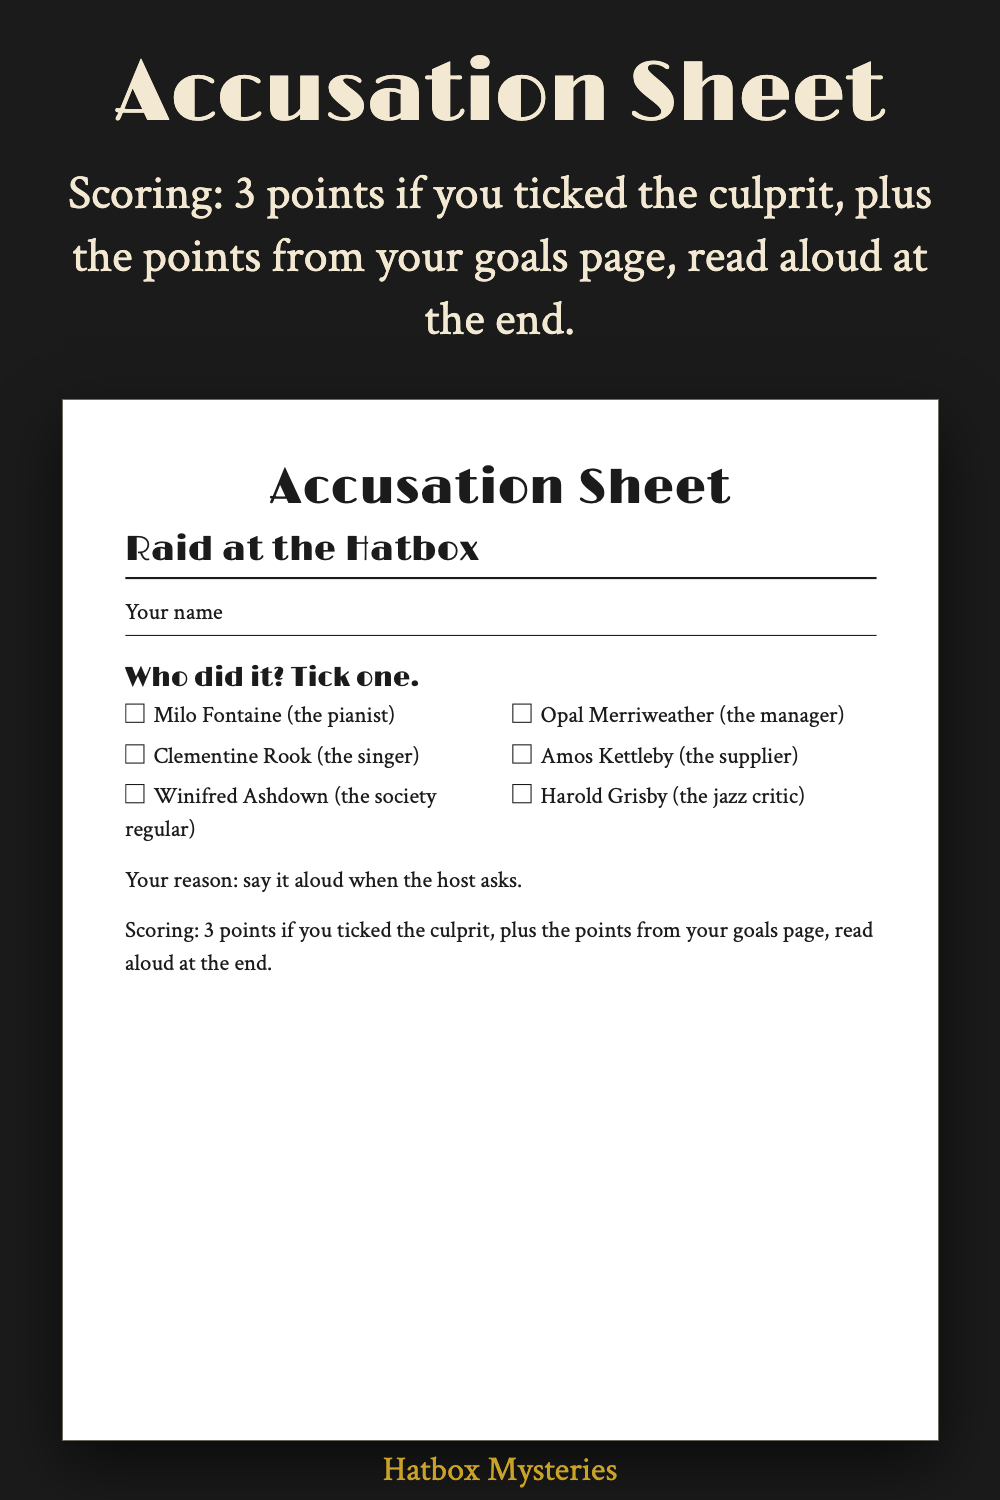 Accusation Sheet
Scoring: 3 points if you ticked the culprit, plus
the points from your goals page, read aloud at
the end.
Accusation Sheet
Raid at the Hatbox
Your name
Who did it? Tick one.
☐ Milo Fontaine (the pianist)
☐ Opal Merriweather (the manager)
☐ Clementine Rook (the singer)
☐ Amos Kettleby (the supplier)
☐ Winifred Ashdown (the society
regular)
☐ Harold Grisby (the jazz critic)
Your reason: say it aloud when the host asks.
Scoring: 3 points if you ticked the culprit, plus the points from your goals page, read
aloud at the end.
Hatbox Mysteries